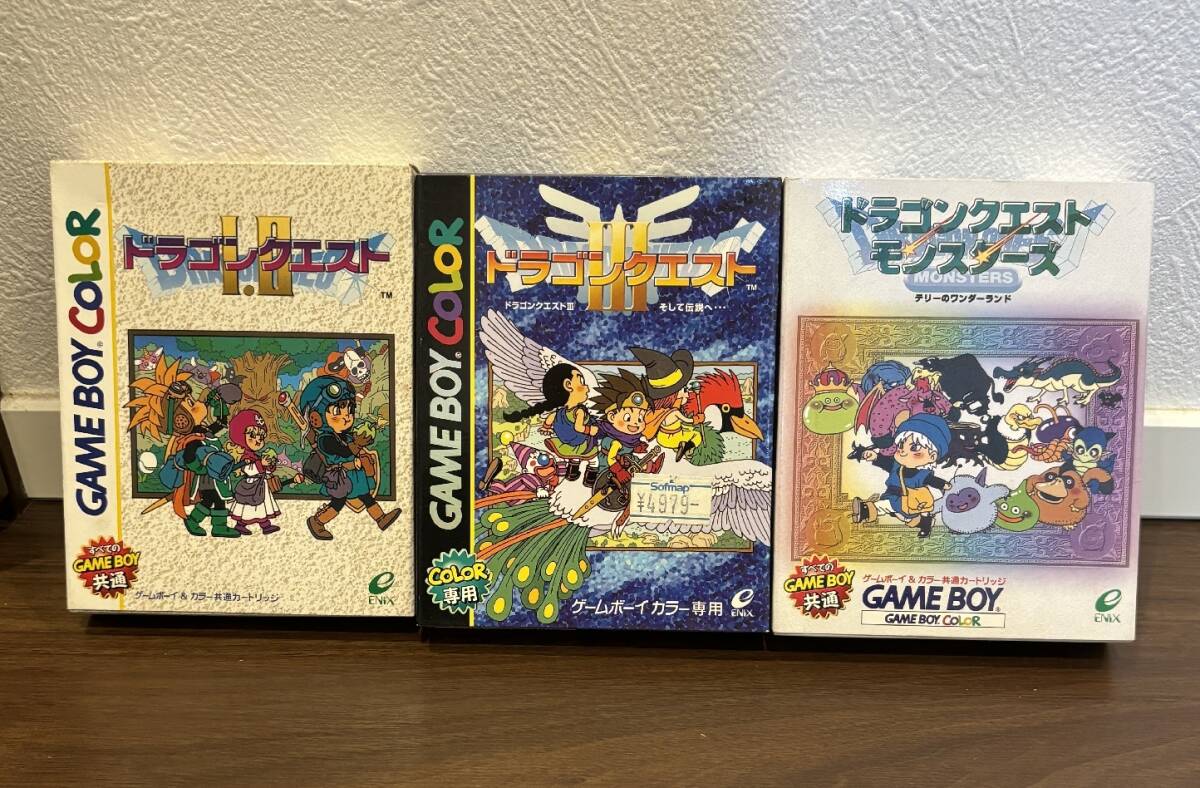 GAME BOY COLOR
I・II
ドラゴンクエスト
TM
すべての
GAME BOY
共通
ゲームボーイ & カラー共通カートリッジ
ENIX
GAME BOY COLOR
III
ドラゴンクエスト
TM
ドラゴンクエストIII そして伝説へ・・・
Sofmap
¥4979-
COLOR
専用
ゲームボーイ カラー専用
ENIX
ドラゴンクエスト
モンスターズ
MONSTERS
テリーのワンダーランド
すべての
GAME BOY
共通
ゲームボーイ & カラー共通カートリッジ
GAME BOY
GAME BOY COLOR
ENIX